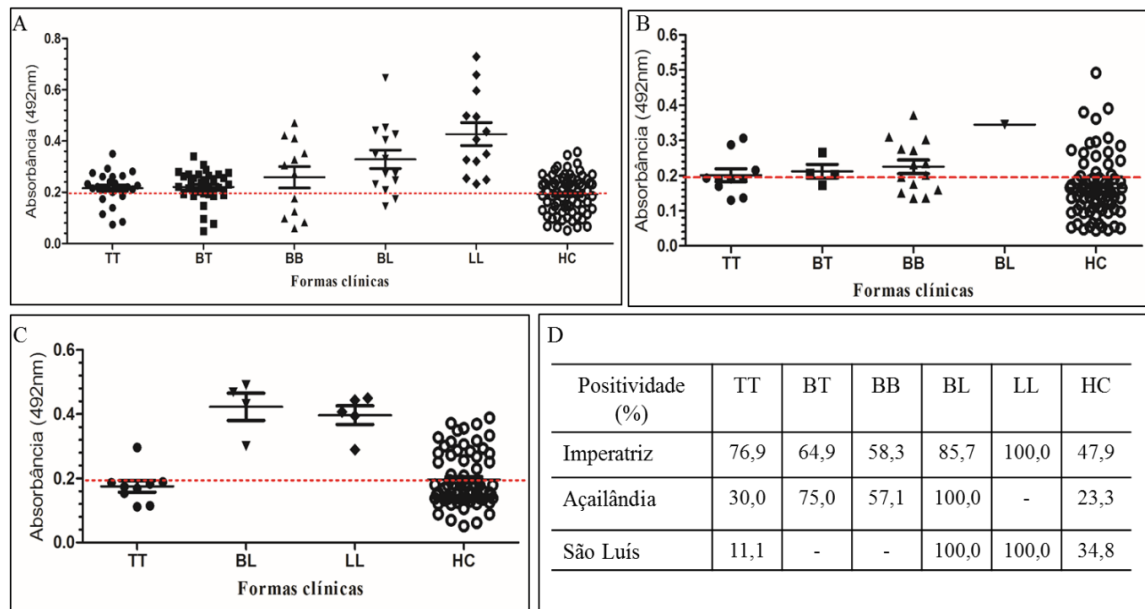 A
Absorbância (492nm)
0.8
0.6
0.4
0.2
0.0
TT BT BB BL LL HC
Formas clínicas
B
Absorbância (492nm)
0.6
0.5
0.4
0.3
0.2
0.1
0.0
TT BT BB BL HC
Formas clínicas
C
Absorbância (492nm)
0.6
0.4
0.2
0.0
TT BL LL HC
Formas clínicas
D
Positividade (%) TT BT BB BL LL HC
Imperatriz 76,9 64,9 58,3 85,7 100,0 47,9
Açailândia 30,0 75,0 57,1 100,0 - 23,3
São Luís 11,1 - - 100,0 100,0 34,8